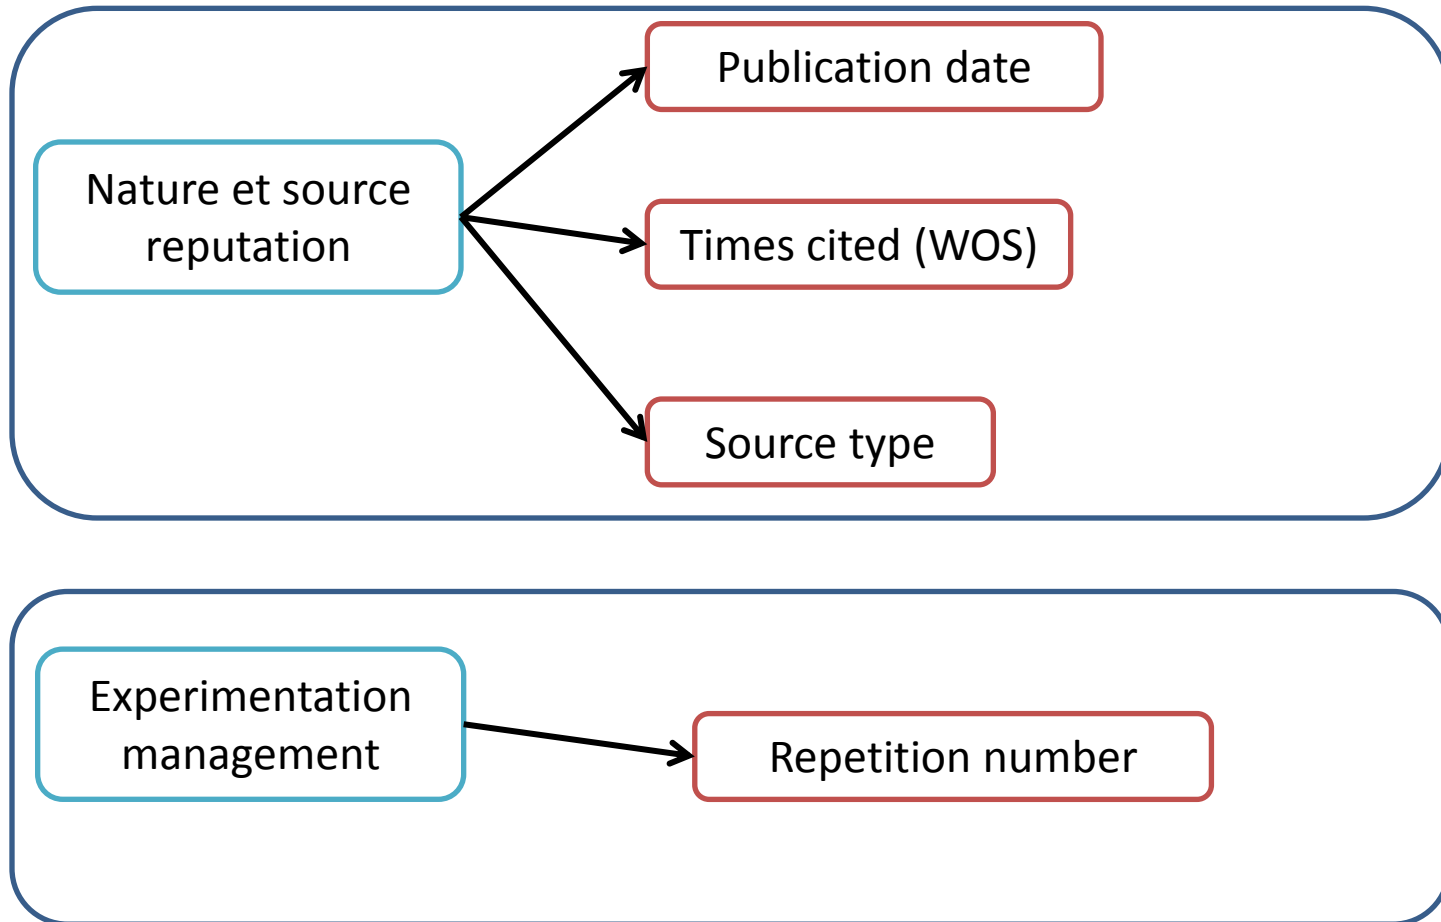 Publication date
Nature et source
reputation
Times cited (WOS)
Source type
Experimentation
management
Repetition number